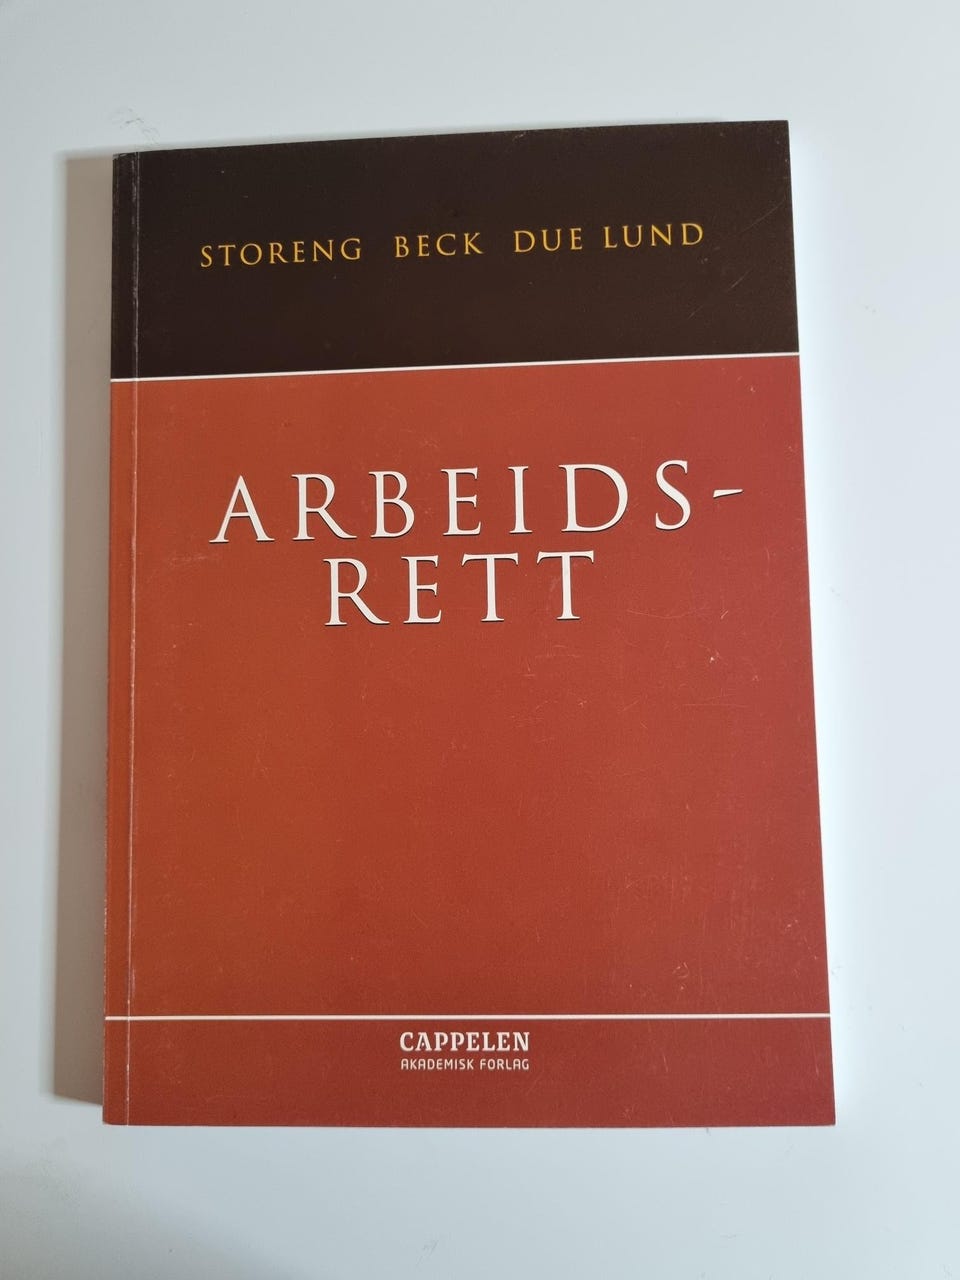 STORENG BECK DUE LUND
ARBEIDS-
RETT
CAPPELEN
AKADEMISK FORLAG